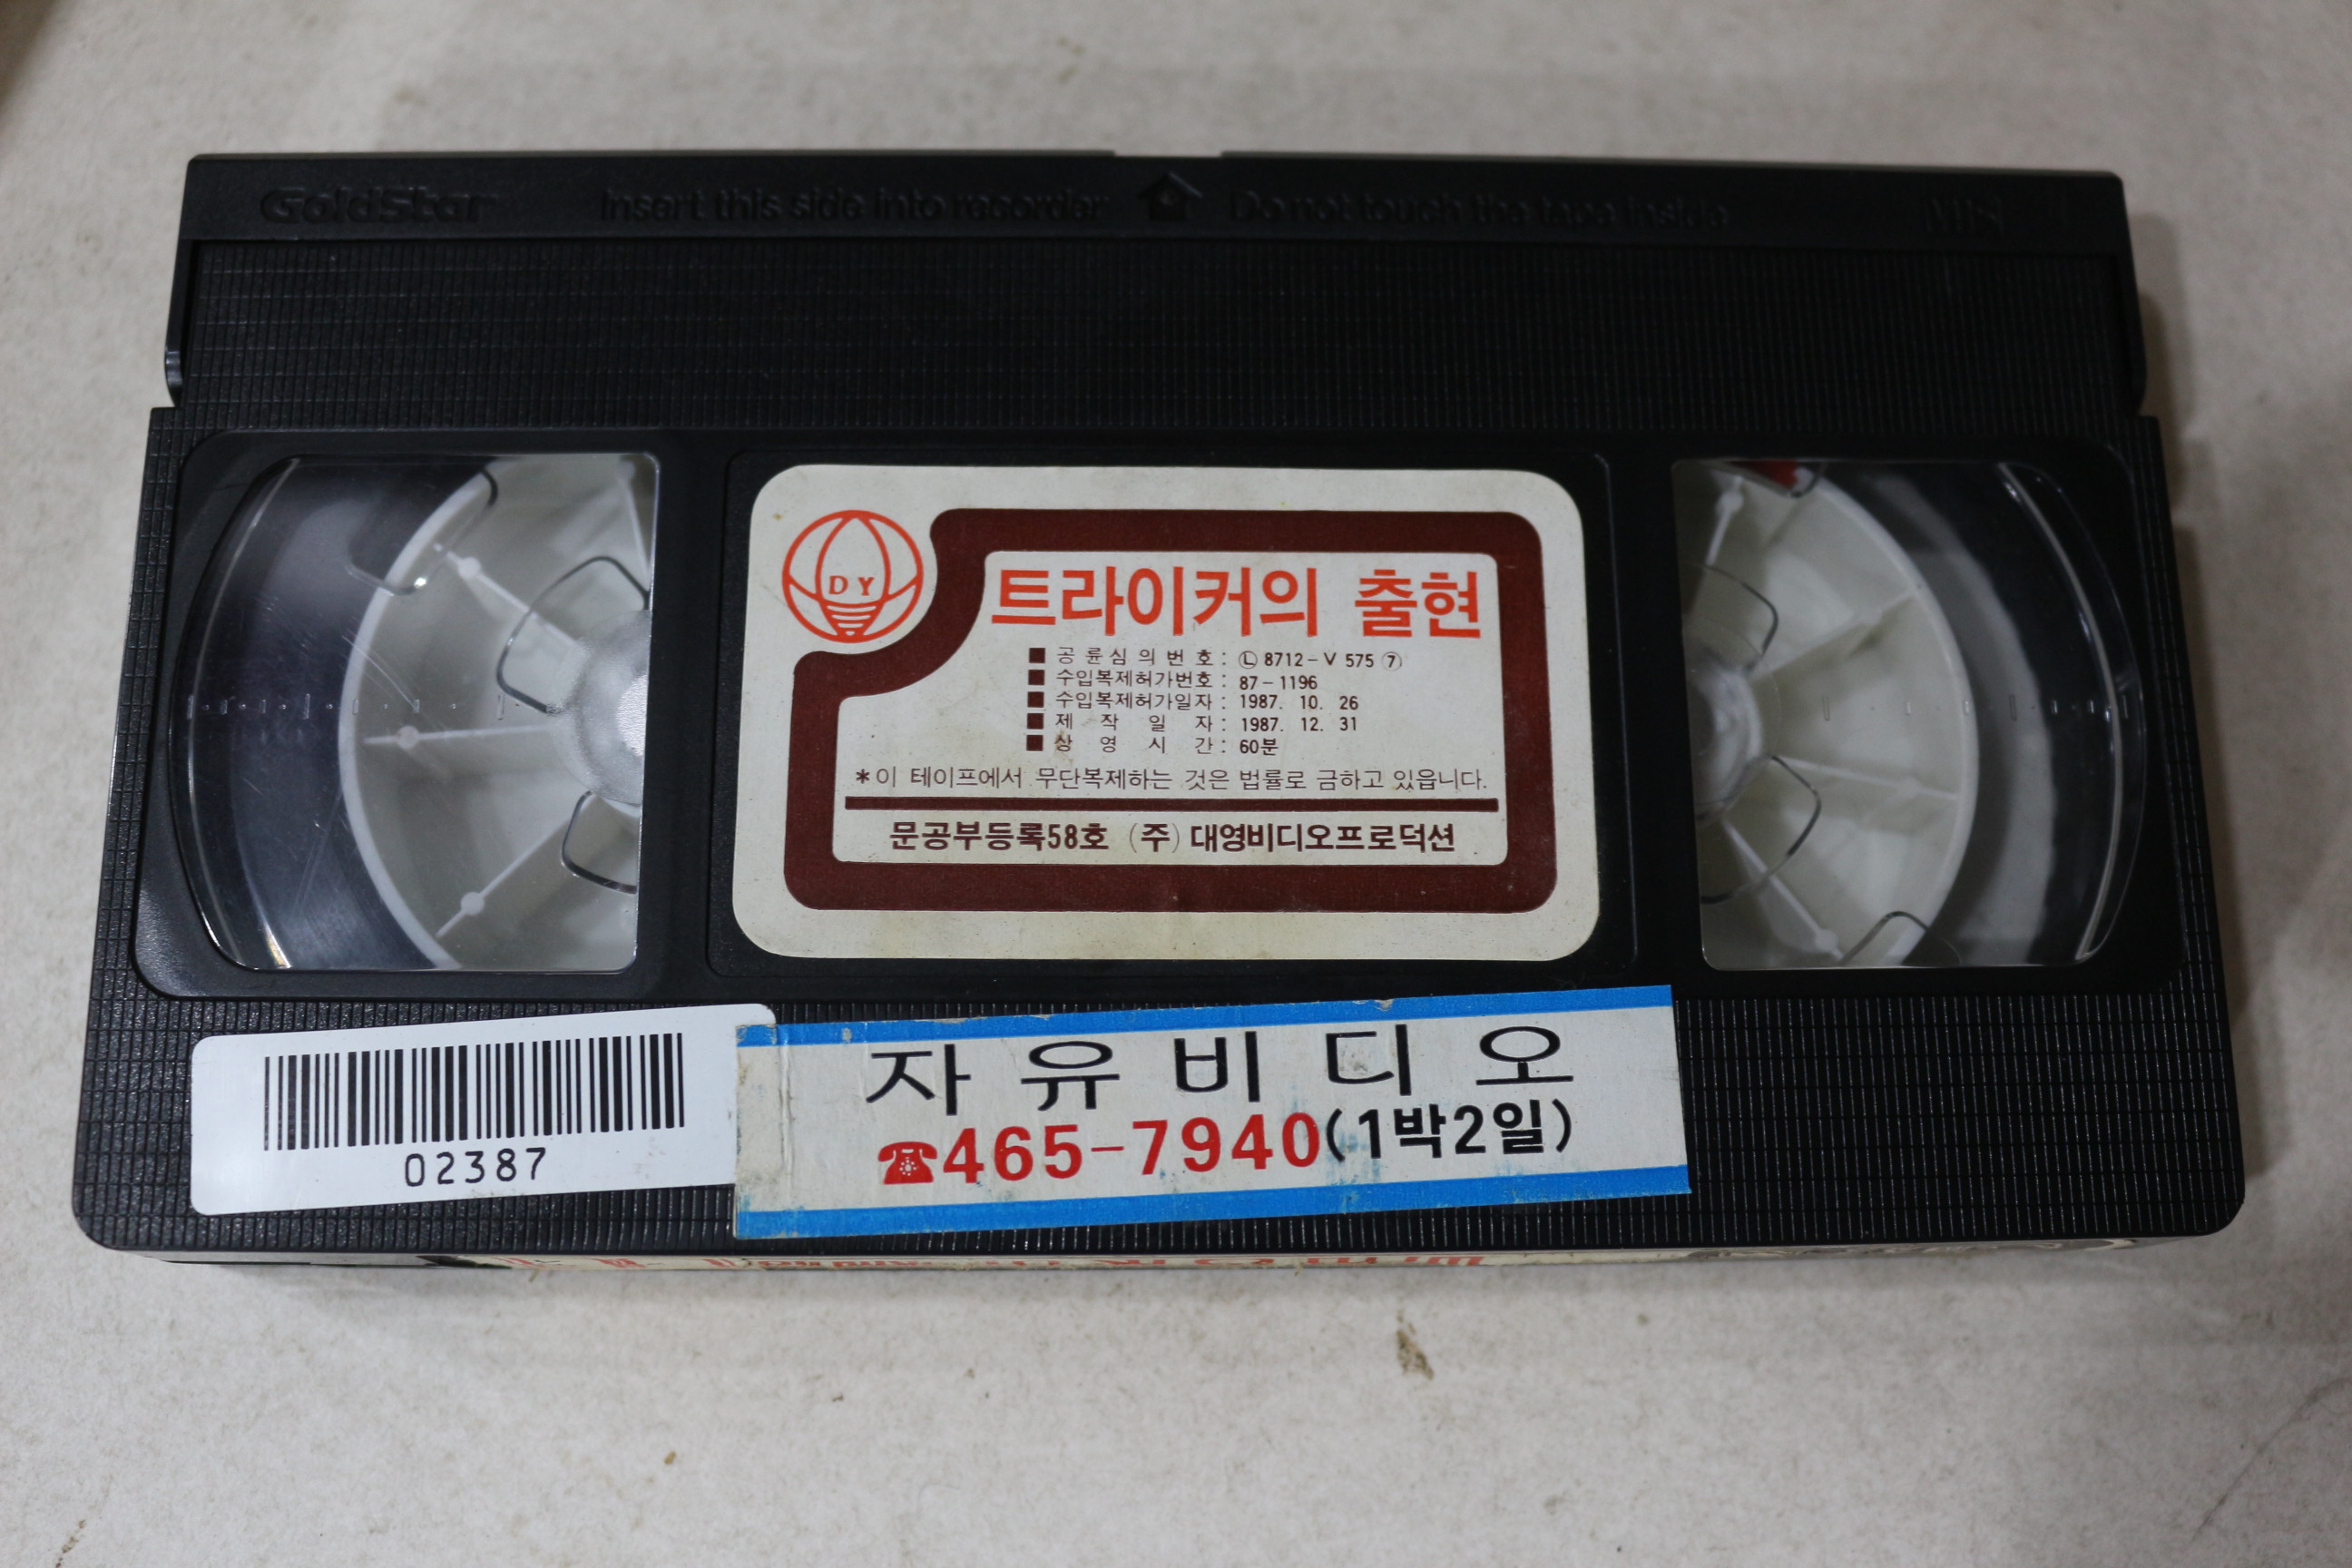 GoldStar Insert this side into recorder Do not touch the tape inside VHS
DY
트라이커의 출현
■ 공륜심의번호: Ⓛ 8712-V 575 ⑦
■ 수입복제허가번호: 87-1196
■ 수입복제허가일자: 1987. 10. 26
■ 제작일자: 1987. 12. 31
■ 상영시간: 60분
*이 테이프에서 무단복제하는 것은 법률로 금하고 있읍니다.
문공부등록58호 (주) 대영비디오프로덕션
02387
자유비디오
☎465-7940(1박2일)